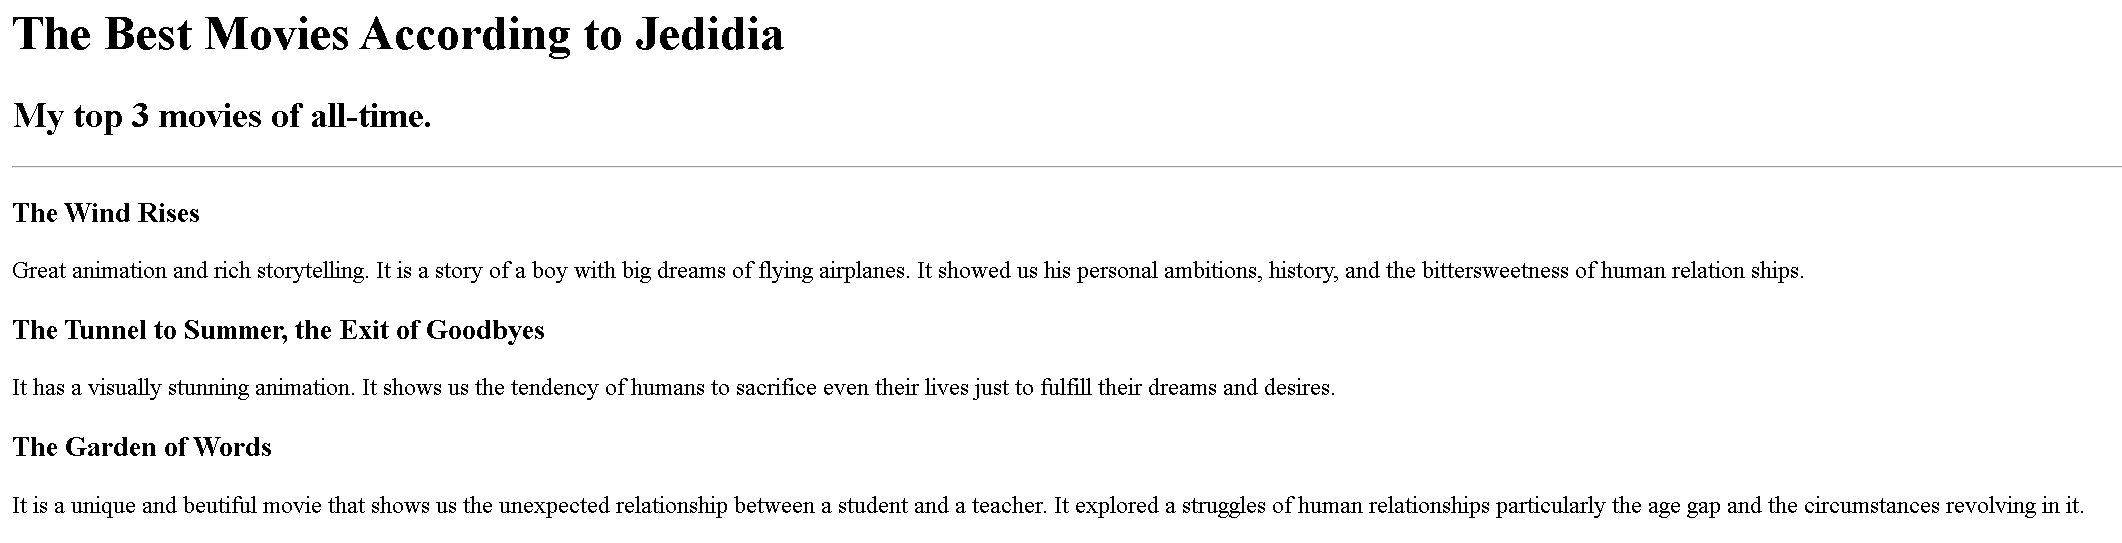 The Best Movies According to Jedidia
My top 3 movies of all-time.
The Wind Rises
Great animation and rich storytelling. It is a story of a boy with big dreams of flying airplanes. It showed us his personal ambitions, history, and the bittersweetness of human relation ships.
The Tunnel to Summer, the Exit of Goodbyes
It has a visually stunning animation. It shows us the tendency of humans to sacrifice even their lives just to fulfill their dreams and desires.
The Garden of Words
It is a unique and beutiful movie that shows us the unexpected relationship between a student and a teacher. It explored a struggles of human relationships particularly the age gap and the circumstances revolving in it.